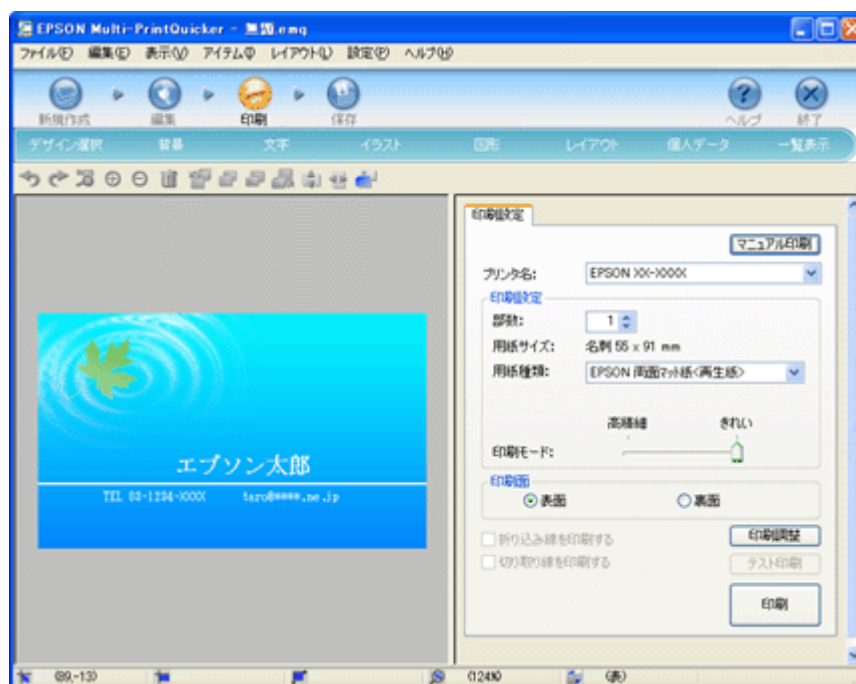 EPSON Multi-PrintQuicker - 無題.emq
ファイル(F) 編集(E) 表示(V) アイテム(I) レイアウト(L) 設定(P) ヘルプ(H)
新規作成 編集 印刷 保存 ヘルプ 終了
デザイン選択 背景 文字 イラスト 図形 レイアウト 個人データ 一覧表示
印刷設定
マニュアル印刷
プリンタ名: EPSON XX-XXXX
印刷設定
部数: 1
用紙サイズ: 名刺 55 x 91 mm
用紙種類: EPSON 両面マット紙<再生紙>
高精細 きれい
印刷モード:
印刷面
表面 裏面
折り込み線を印刷する
切り取り線を印刷する
印刷調整
テスト印刷
印刷
エプソン太郎
TEL 03-1234-XXXX taro@****.ne.jp
(89,-13) (124%) (表)